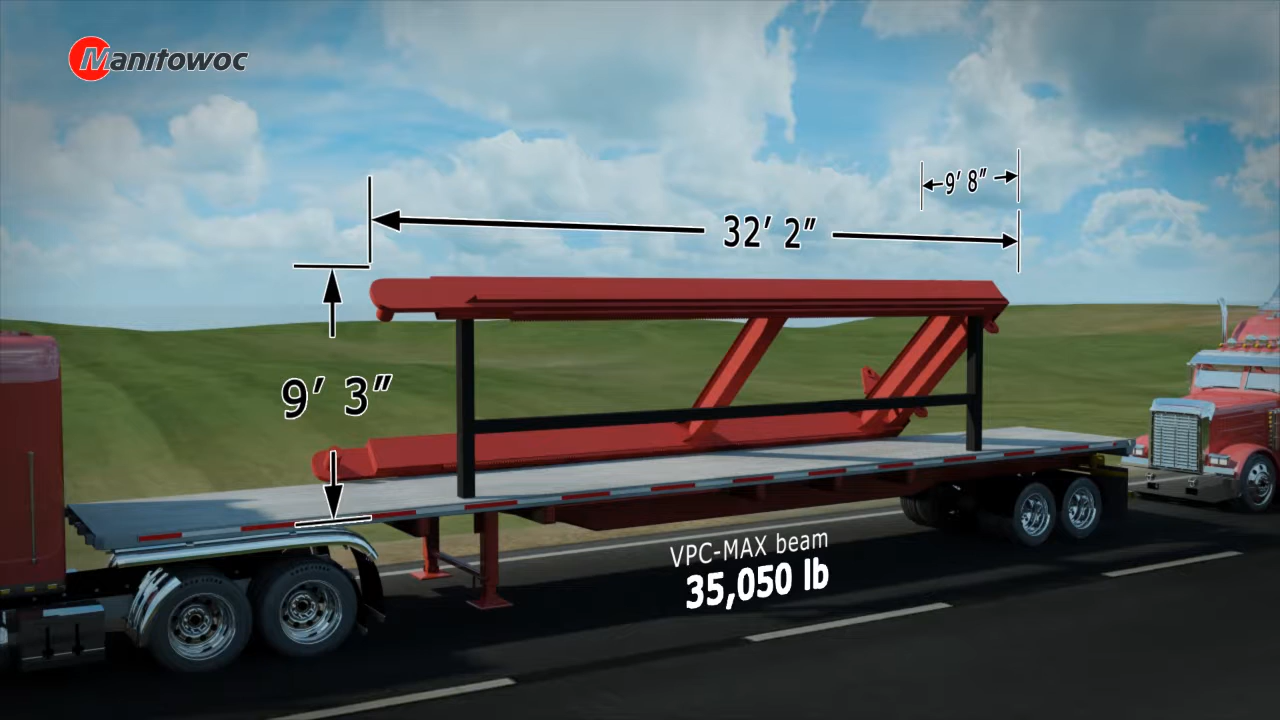 Manitowoc
9′ 8″
32′ 2″
9′ 3″
VPC-MAX beam
35,050 lb